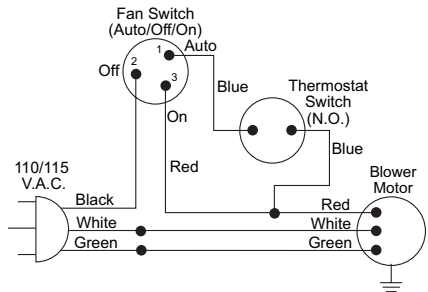 Fan Switch
(Auto/Off/On)
1
Auto
Off
2
3
On
Blue
Thermostat
Switch
(N.O.)
Blue
Red
110/115
V.A.C.
Blower
Motor
Black
Red
White
White
Green
Green